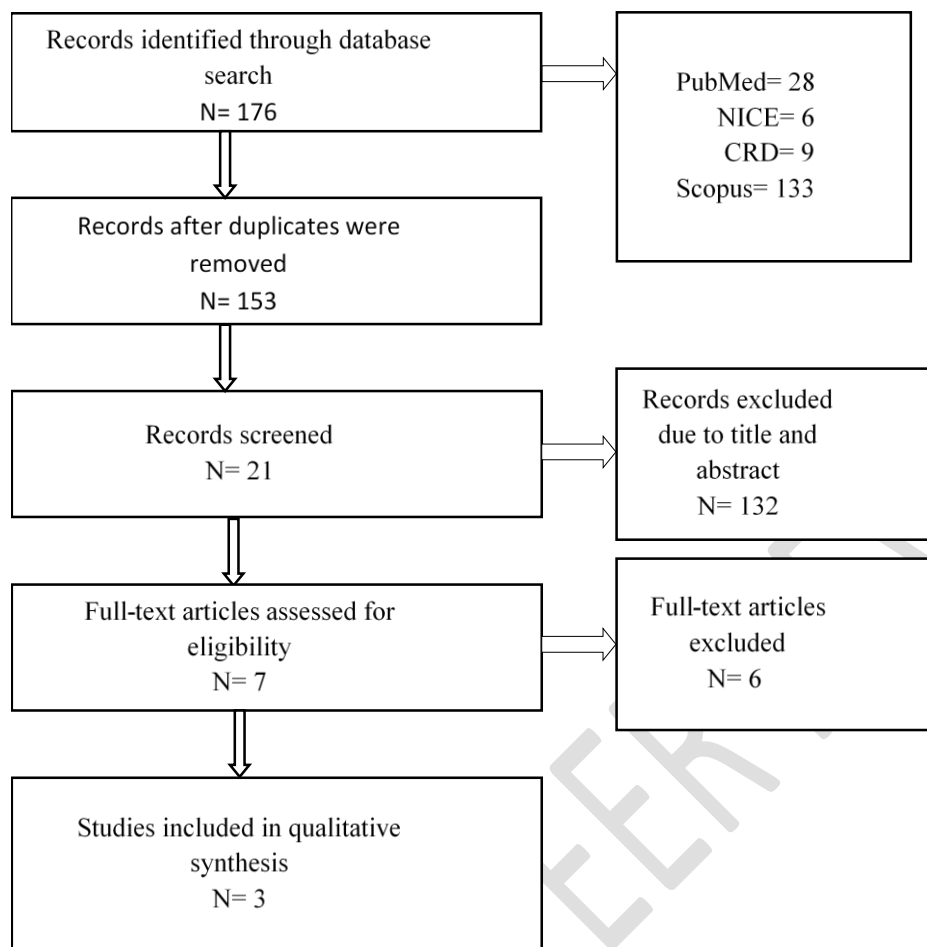 Records identified through database
search
N= 176
PubMed= 28
NICE= 6
CRD= 9
Scopus= 133
Records after duplicates were
removed
N= 153
Records screened
N= 21
Records excluded
due to title and
abstract
N= 132
Full-text articles assessed for
eligibility
N= 7
Full-text articles
excluded
N= 6
Studies included in qualitative
synthesis
N= 3